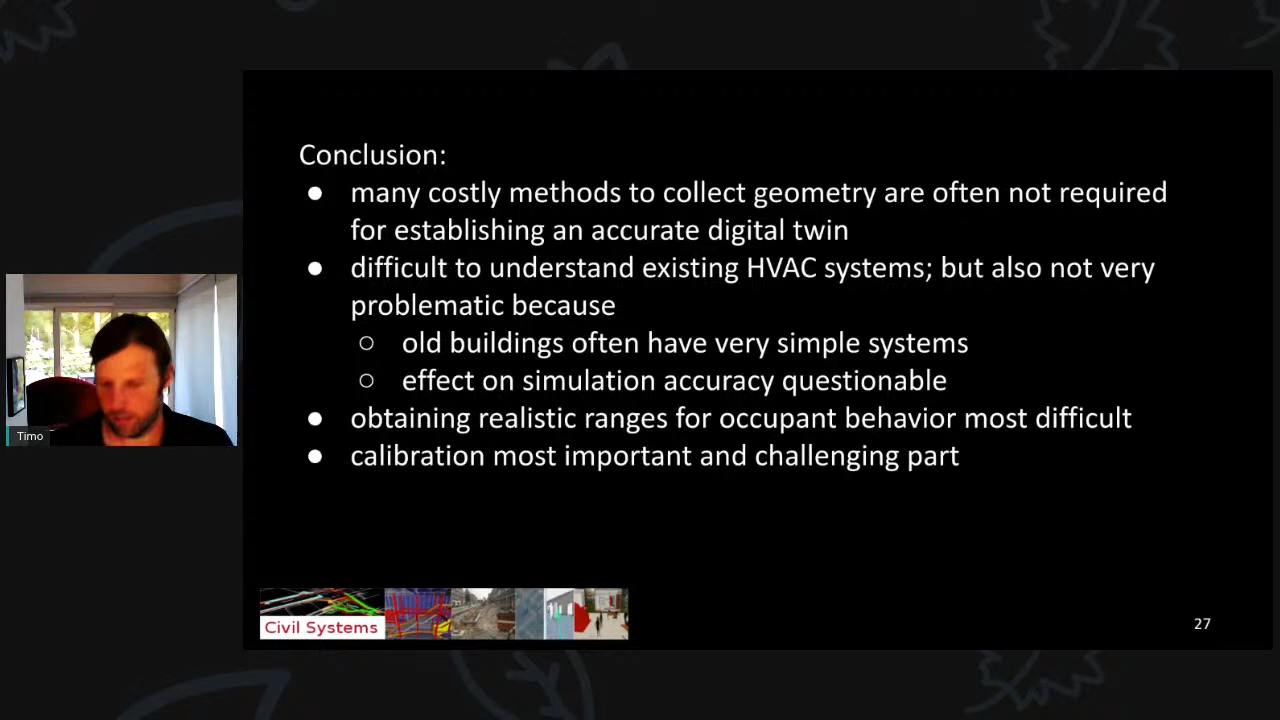 Conclusion:
● many costly methods to collect geometry are often not required
for establishing an accurate digital twin
● difficult to understand existing HVAC systems; but also not very
problematic because
○ old buildings often have very simple systems
○ effect on simulation accuracy questionable
● obtaining realistic ranges for occupant behavior most difficult
● calibration most important and challenging part
Timo
Civil Systems
27